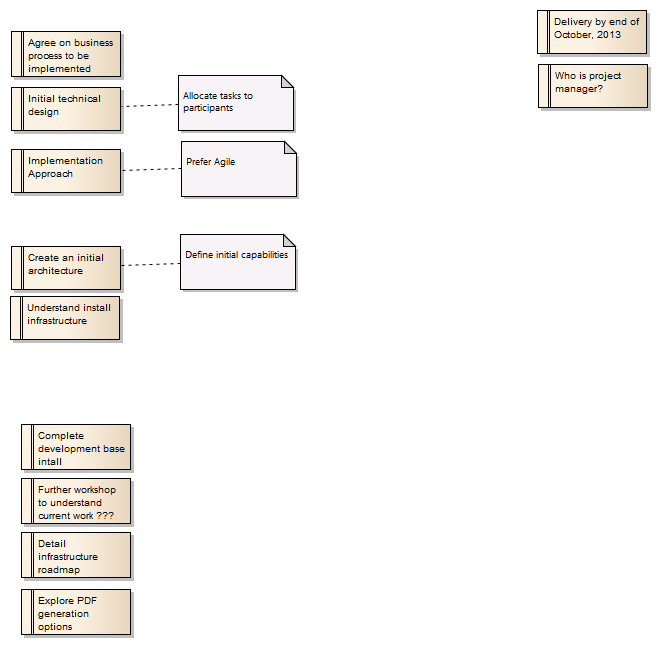 Delivery by end of
October, 2013
Agree on business
process to be
implemented
Who is project
manager?
Initial technical
design
Allocate tasks to
participants
Implementation
Approach
Prefer Agile
Create an initial
architecture
Define initial capabilities
Understand install
infrastructure
Complete
development base
intall
Further workshop
to understand
current work ???
Detail
infrastructure
roadmap
Explore PDF
generation
options